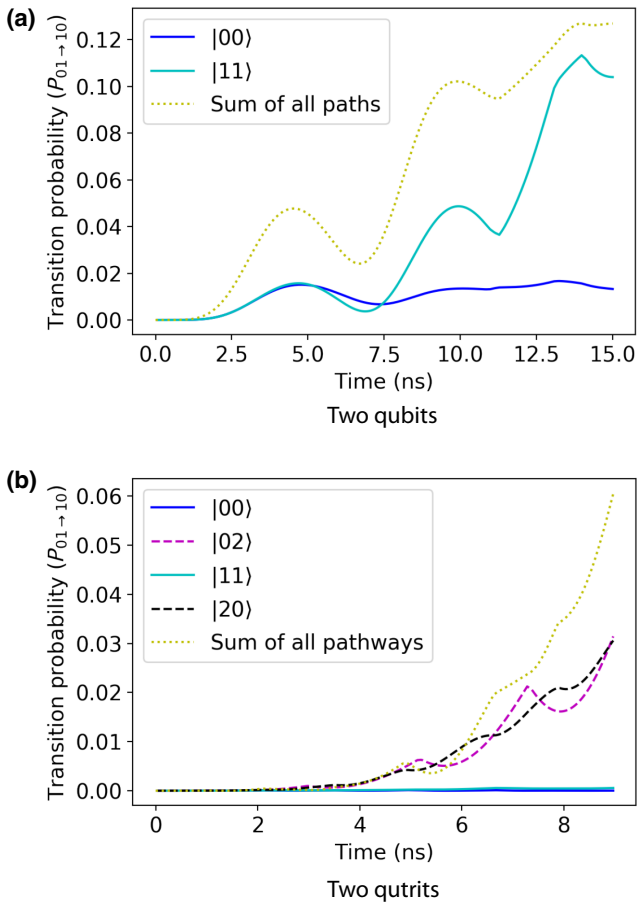 (a)
Transition probability (P₀₁→₁₀)
0.12
0.10
0.08
0.06
0.04
0.02
0.00
|00⟩
|11⟩
Sum of all paths
0.0 2.5 5.0 7.5 10.0 12.5 15.0
Time (ns)
Two qubits
(b)
Transition probability (P₀₁→₁₀)
0.06
0.05
0.04
0.03
0.02
0.01
0.00
|00⟩
|02⟩
|11⟩
|20⟩
Sum of all pathways
0 2 4 6 8
Time (ns)
Two qutrits